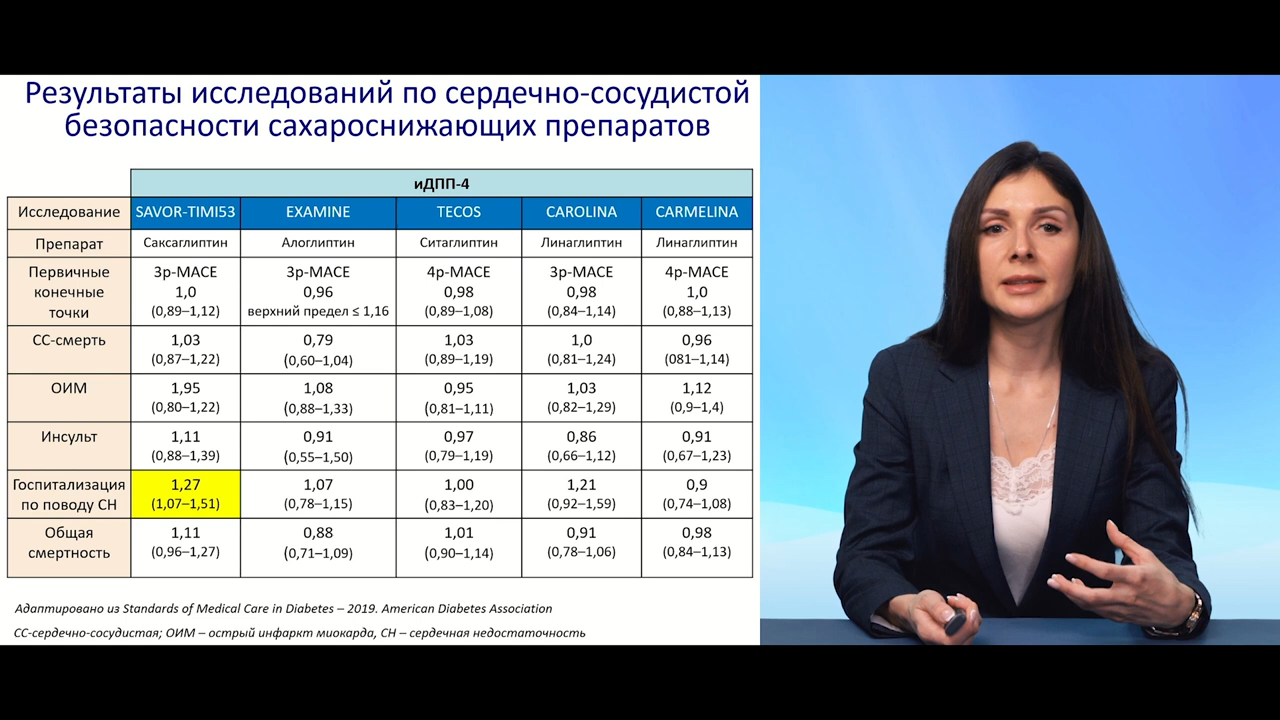 Результаты исследований по сердечно-сосудистой
безопасности сахароснижающих препаратов
иДПП-4
Исследование SAVOR-TIMI53 EXAMINE TECOS CAROLINA CARMELINA
Препарат Саксаглиптин Алоглиптин Ситаглиптин Линаглиптин Линаглиптин
Первичные 3р-МАСЕ 3р-МАСЕ 4р-МАСЕ 3р-МАСЕ 4р-МАСЕ
конечные 1,0 0,96 0,98 0,98 1,0
точки (0,89–1,12) верхний предел ≤ 1,16 (0,89–1,08) (0,84–1,14) (0,88–1,13)
СС-смерть 1,03 0,79 1,03 1,0 0,96
(0,87–1,22) (0,60–1,04) (0,89–1,19) (0,81–1,24) (081–1,14)
ОИМ 1,95 1,08 0,95 1,03 1,12
(0,80–1,22) (0,88–1,33) (0,81–1,11) (0,82–1,29) (0,9–1,4)
Инсульт 1,11 0,91 0,97 0,86 0,91
(0,88–1,39) (0,55–1,50) (0,79–1,19) (0,66–1,12) (0,67–1,23)
Госпитализация 1,27 1,07 1,00 1,21 0,9
по поводу СН (1,07–1,51) (0,78–1,15) (0,83–1,20) (0,92–1,59) (0,74–1,08)
Общая 1,11 0,88 1,01 0,91 0,98
смертность (0,96–1,27) (0,71–1,09) (0,90–1,14) (0,78–1,06) (0,84–1,13)
Адаптировано из Standards of Medical Care in Diabetes – 2019. American Diabetes Association
СС-сердечно-сосудистая; ОИМ – острый инфаркт миокарда, СН – сердечная недостаточность